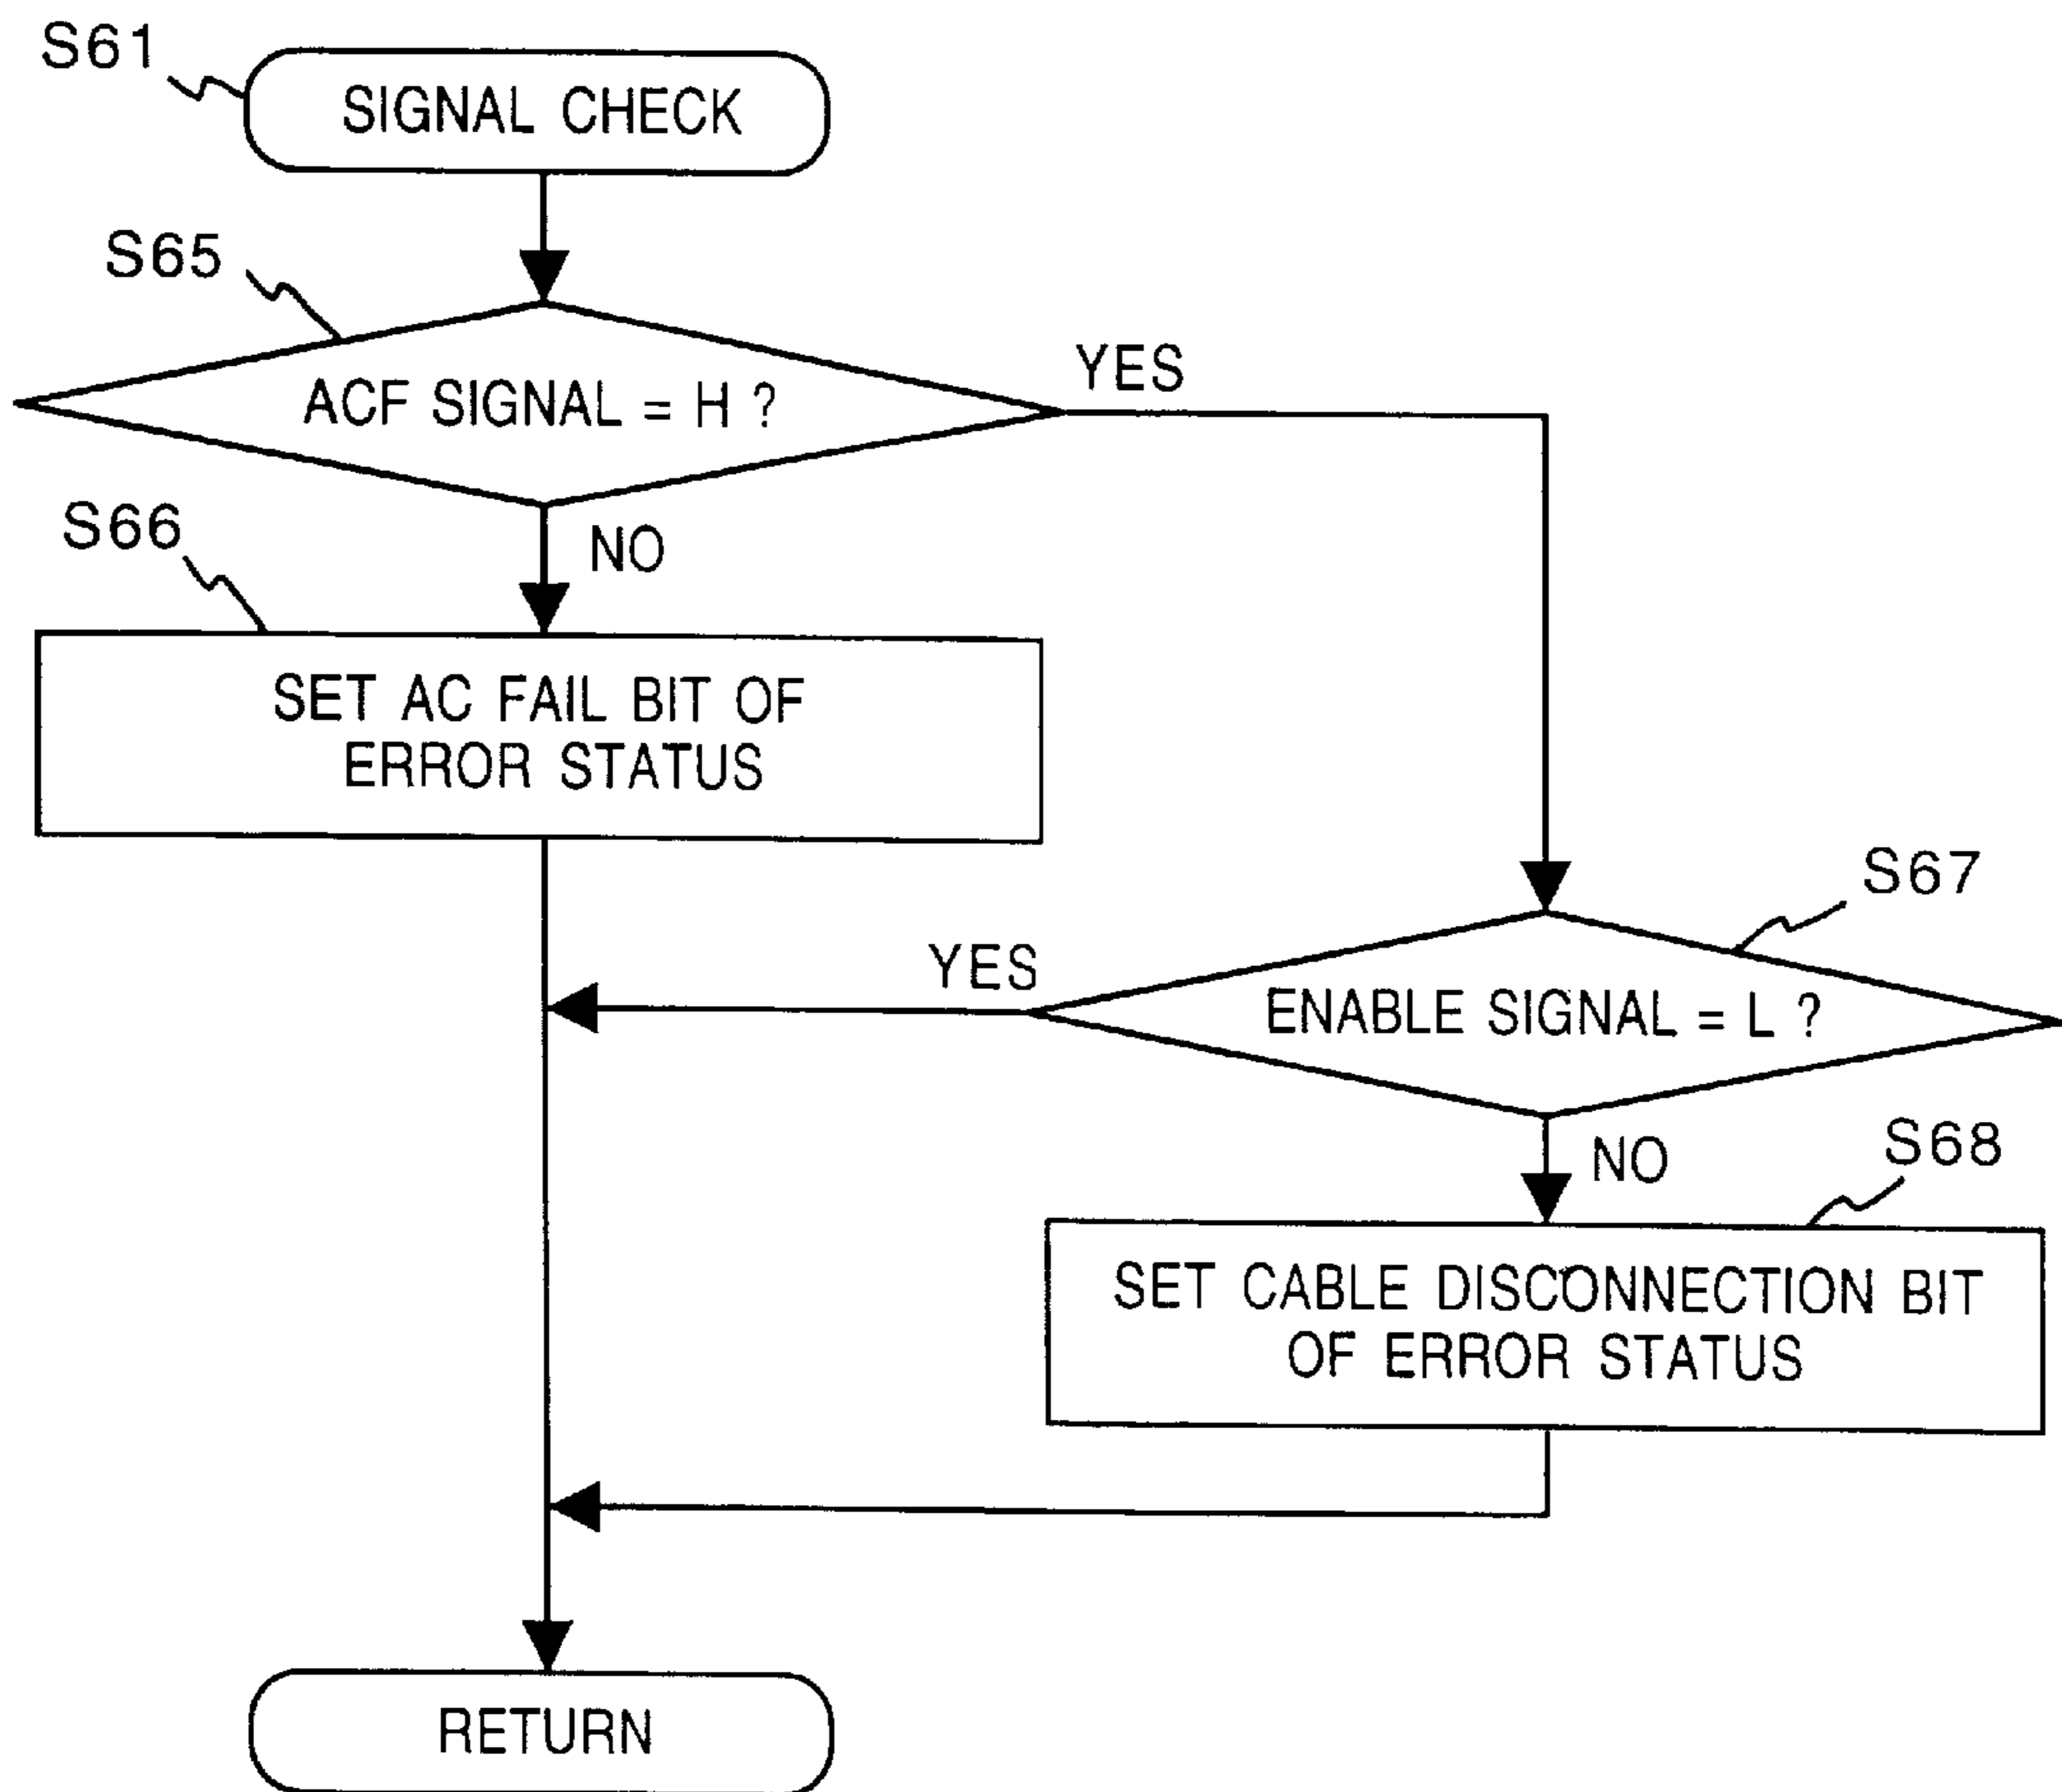 S61
SIGNAL CHECK
S65
ACF SIGNAL = H ?
YES
S66
NO
SET AC FAIL BIT OF
ERROR STATUS
S67
YES
ENABLE SIGNAL = L ?
NO
S68
SET CABLE DISCONNECTION BIT
OF ERROR STATUS
RETURN